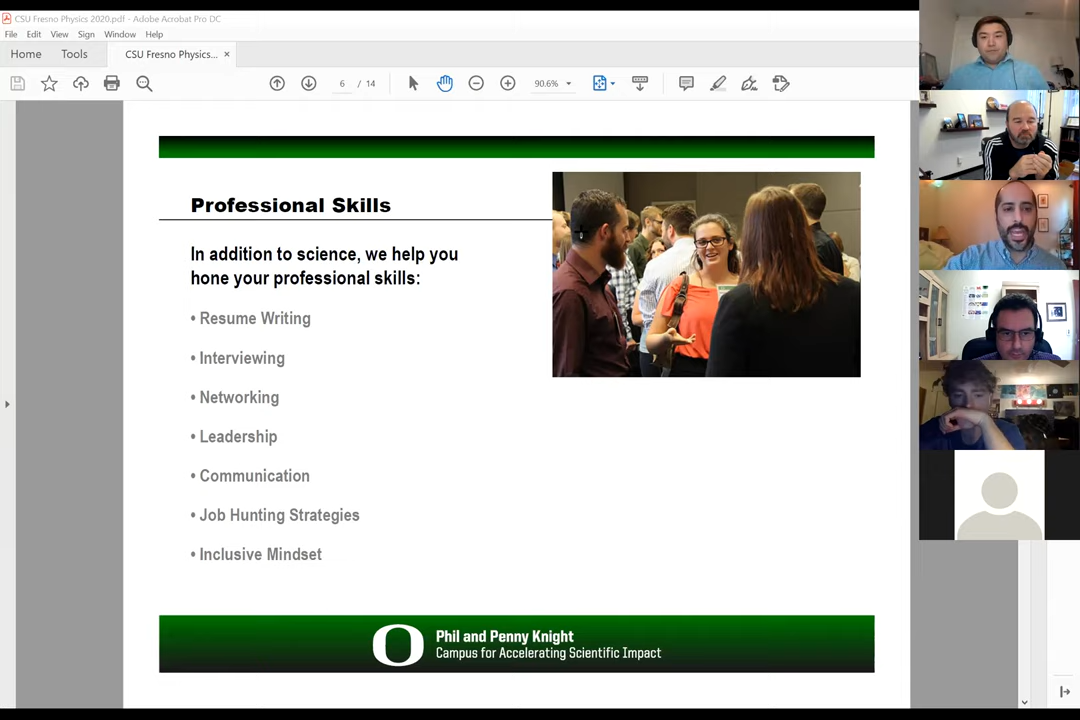 CSU Fresno Physics 2020.pdf - Adobe Acrobat Pro DC
File Edit View Sign Window Help
Home Tools CSU Fresno Physics... ×
6 / 14 90.6%
Professional Skills
In addition to science, we help you
hone your professional skills:
• Resume Writing
• Interviewing
• Networking
• Leadership
• Communication
• Job Hunting Strategies
• Inclusive Mindset
O Phil and Penny Knight
Campus for Accelerating Scientific Impact